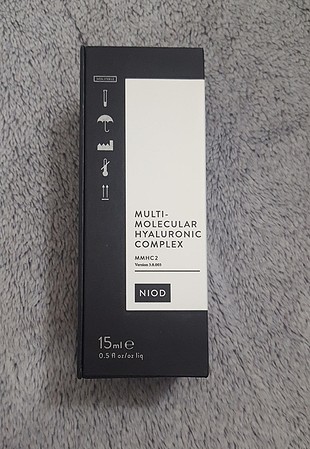 MULTI-
MOLECULAR
HYALURONIC
COMPLEX
MMHC2
NIOD
15ml e
0.5 fl oz/oz liq